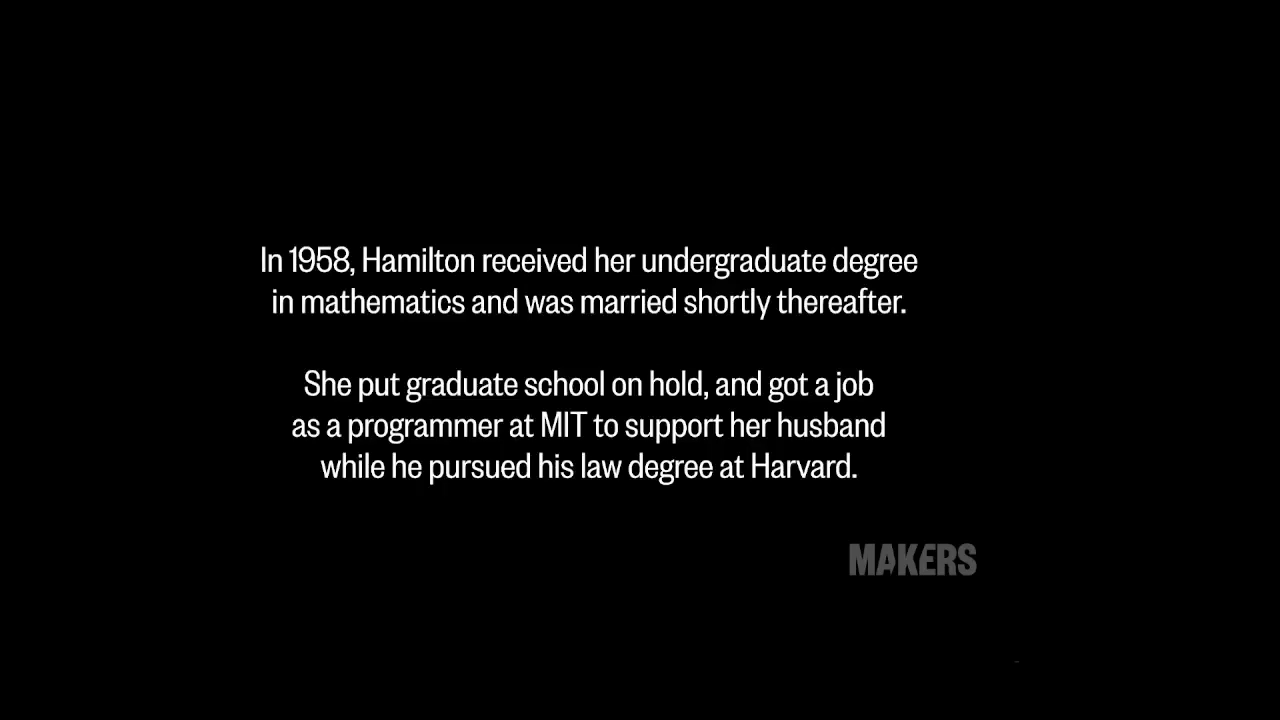 In 1958, Hamilton received her undergraduate degree
in mathematics and was married shortly thereafter.
She put graduate school on hold, and got a job
as a programmer at MIT to support her husband
while he pursued his law degree at Harvard.
MAKERS